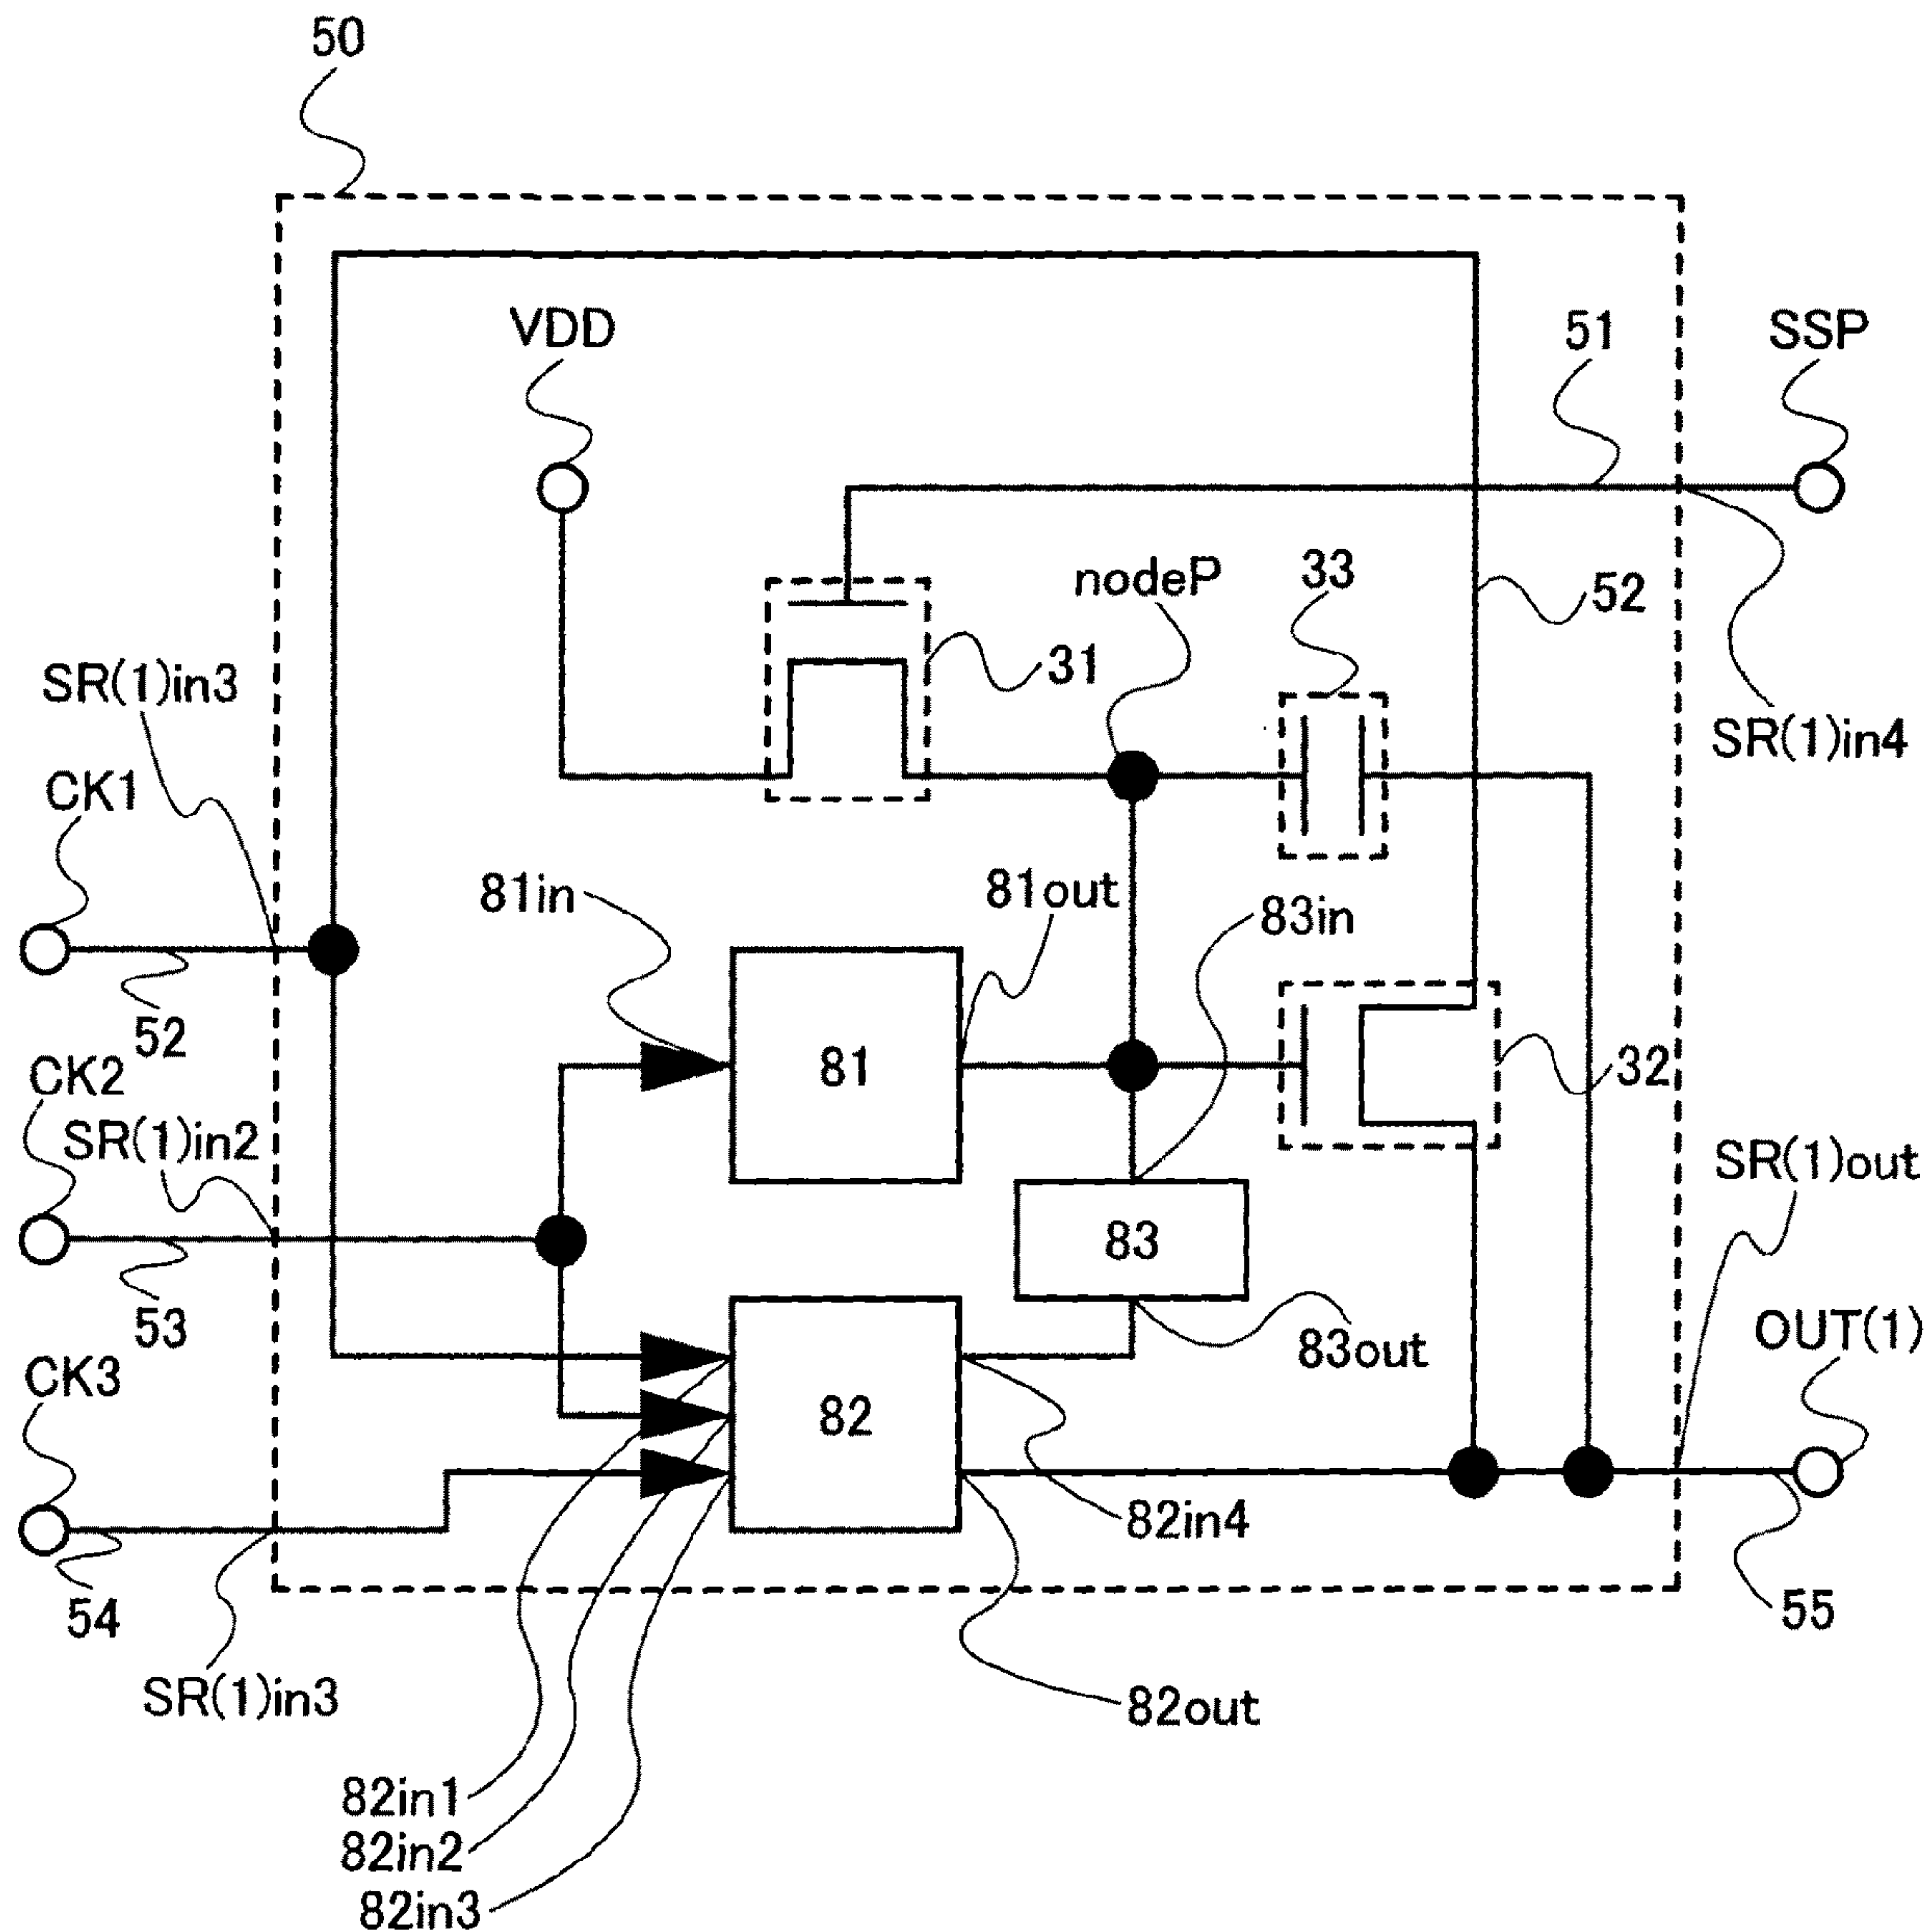 50
VDD
51
SSP
nodeP
33
52
31
SR(1)in3
SR(1)in4
CK1
81in
81out
83in
52
81
32
CK2
SR(1)in2
SR(1)out
83
53
83out
OUT(1)
CK3
82
82in4
54
55
SR(1)in3
82out
82in1
82in2
82in3